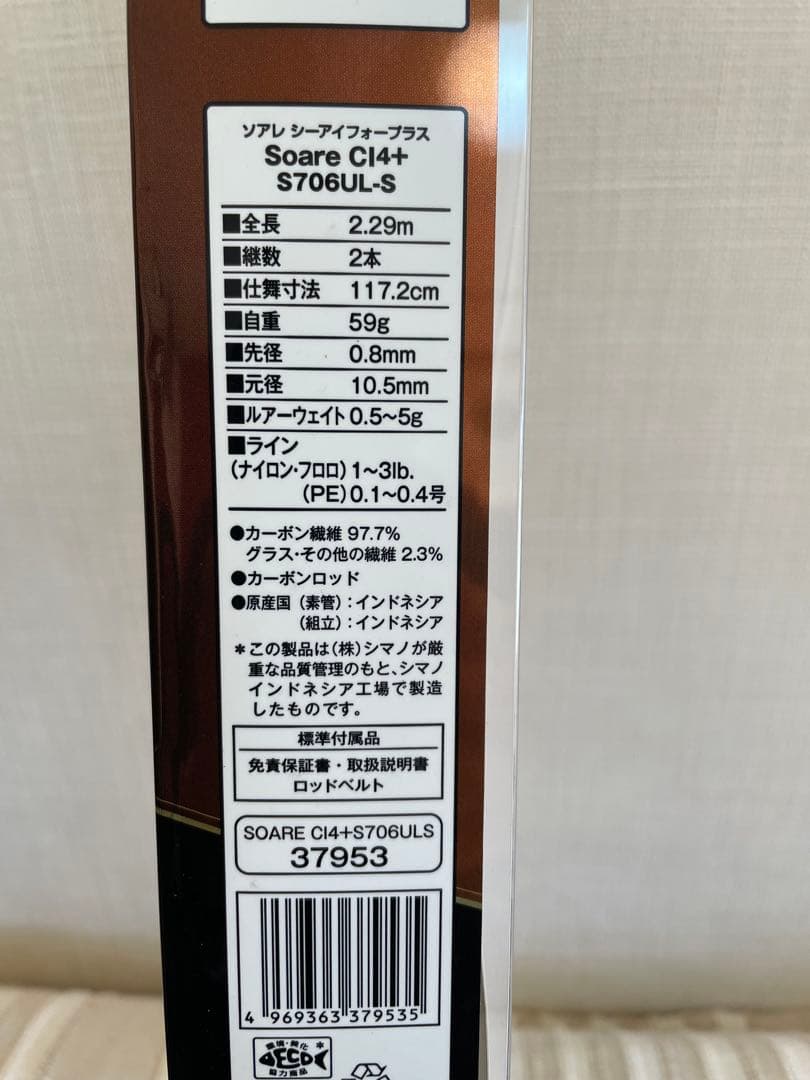 ソアレ シーアイフォープラス
Soare CI4+
S706UL-S
■全長 2.29m
■継数 2本
■仕舞寸法 117.2cm
■自重 59g
■先径 0.8mm
■元径 10.5mm
■ルアーウェイト 0.5~5g
■ライン
(ナイロン・フロロ) 1~3lb.
(PE) 0.1~0.4号
●カーボン繊維 97.7%
グラス・その他の繊維 2.3%
●カーボンロッド
●原産国 (素管) : インドネシア
(組立) : インドネシア
*この製品は(株)シマノが厳
重な品質管理のもと、シマノ
インドネシア工場で製造
したものです。
標準付属品
免責保証書・取扱説明書
ロッドベルト
SOARE CI4+S706ULS
37953
4 969363 379535
環境・美化
ECO
協力商品